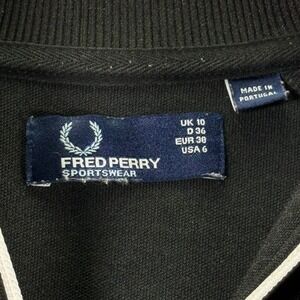 MADE IN
PORTUGAL
UK 10
D 36
EUR 38
USA 6
FRED PERRY
SPORTSWEAR